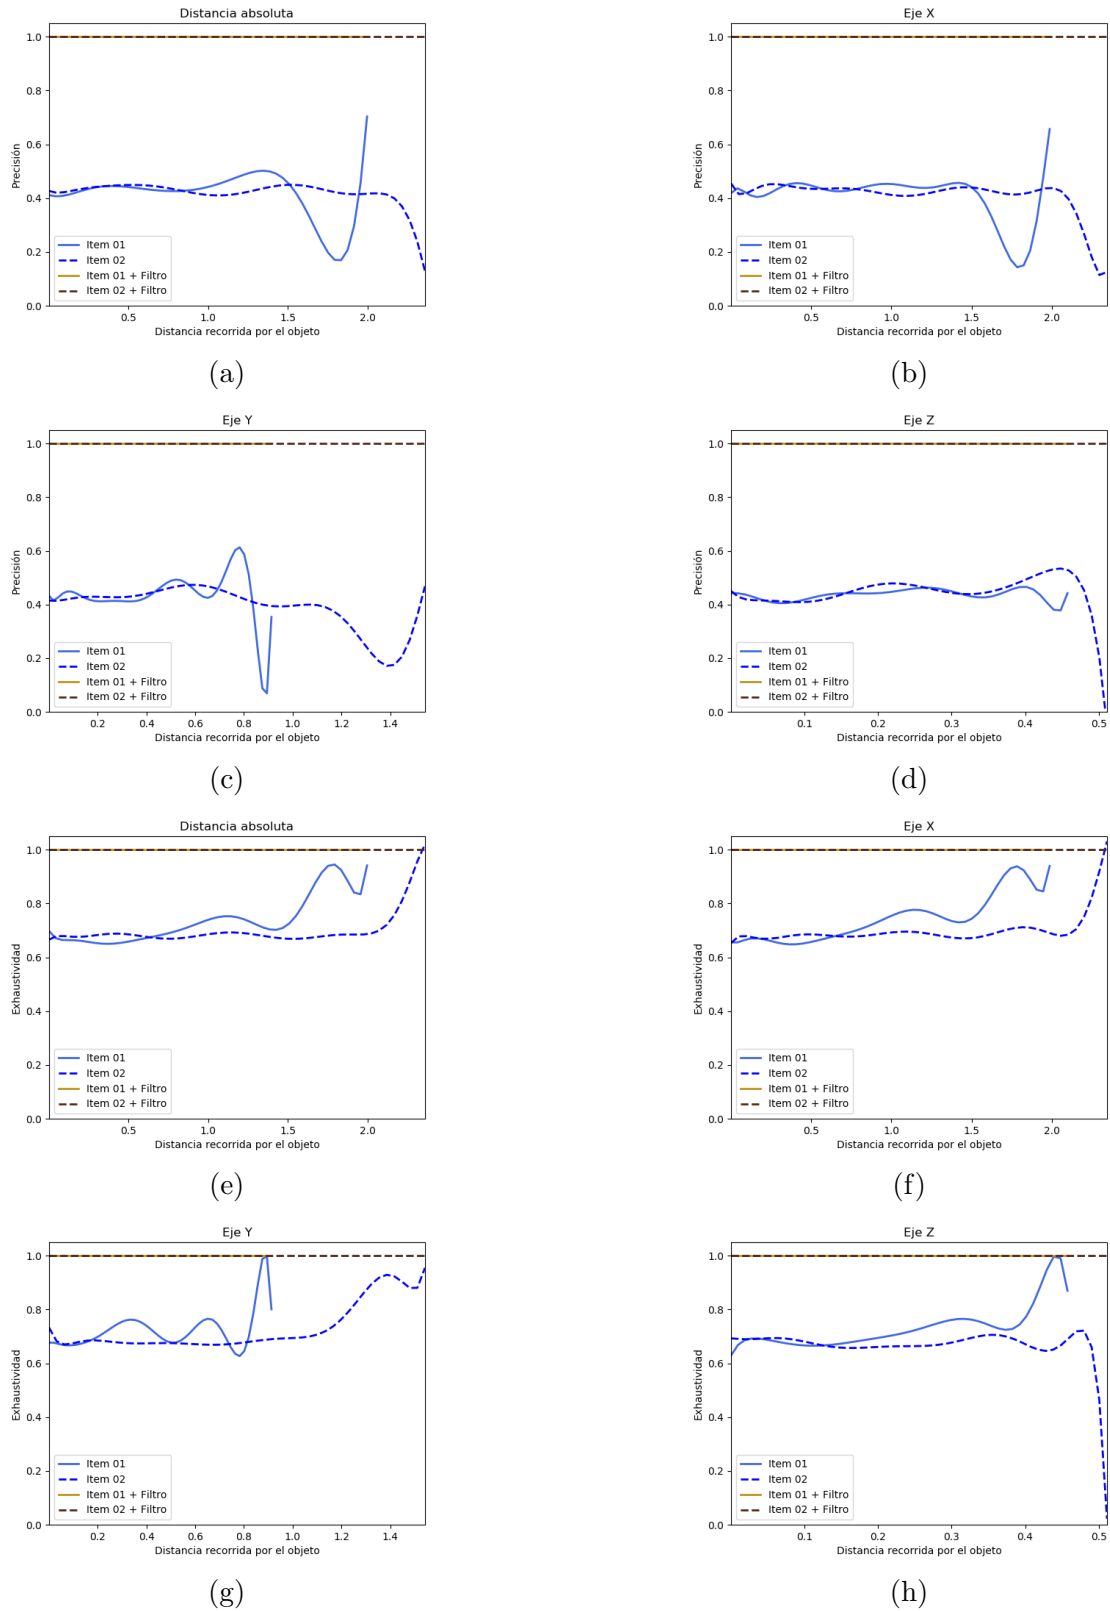 Distancia absoluta
Precisión
1.0
0.8
0.6
0.4
0.2
0.0
Item 01
Item 02
Item 01 + Filtro
Item 02 + Filtro
0.5 1.0 1.5 2.0
Distancia recorrida por el objeto
(a)
Eje X
Precisión
1.0
0.8
0.6
0.4
0.2
0.0
Item 01
Item 02
Item 01 + Filtro
Item 02 + Filtro
0.5 1.0 1.5 2.0
Distancia recorrida por el objeto
(b)
Eje Y
Precisión
1.0
0.8
0.6
0.4
0.2
0.0
Item 01
Item 02
Item 01 + Filtro
Item 02 + Filtro
0.2 0.4 0.6 0.8 1.0 1.2 1.4
Distancia recorrida por el objeto
(c)
Eje Z
Precisión
1.0
0.8
0.6
0.4
0.2
0.0
Item 01
Item 02
Item 01 + Filtro
Item 02 + Filtro
0.1 0.2 0.3 0.4 0.5
Distancia recorrida por el objeto
(d)
Distancia absoluta
Exhaustividad
1.0
0.8
0.6
0.4
0.2
0.0
Item 01
Item 02
Item 01 + Filtro
Item 02 + Filtro
0.5 1.0 1.5 2.0
Distancia recorrida por el objeto
(e)
Eje X
Exhaustividad
1.0
0.8
0.6
0.4
0.2
0.0
Item 01
Item 02
Item 01 + Filtro
Item 02 + Filtro
0.5 1.0 1.5 2.0
Distancia recorrida por el objeto
(f)
Eje Y
Exhaustividad
1.0
0.8
0.6
0.4
0.2
0.0
Item 01
Item 02
Item 01 + Filtro
Item 02 + Filtro
0.2 0.4 0.6 0.8 1.0 1.2 1.4
Distancia recorrida por el objeto
(g)
Eje Z
Exhaustividad
1.0
0.8
0.6
0.4
0.2
0.0
Item 01
Item 02
Item 01 + Filtro
Item 02 + Filtro
0.1 0.2 0.3 0.4 0.5
Distancia recorrida por el objeto
(h)